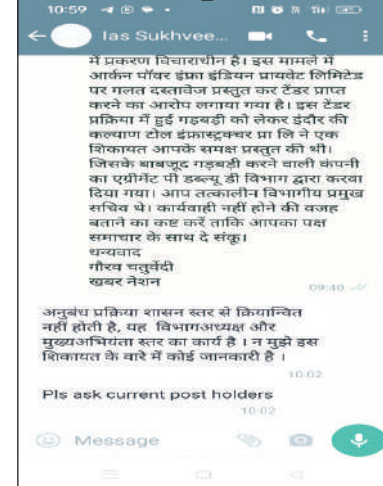 10:59
Ias Sukhvee...
में प्रकरण विचाराधीन है। इस मामले में
आर्कन पॉवर इंफ्रा इंडियन प्रायवेट लिमिटेड
पर गलत दस्तावेज प्रस्तुत कर टेंडर प्राप्त
करने का आरोप लगाया गया है। इस टेंडर
प्रक्रिया में हुई गड़बड़ी को लेकर इंदौर की
कल्याण टोल इंफ्रास्ट्रक्चर प्रा लि ने एक
शिकायत आपके समक्ष प्रस्तुत की थी।
जिसके बाबजूद गड़बड़ी करने वाली कंपनी
का एग्रीमेंट पी डब्ल्यू डी विभाग द्वारा करवा
दिया गया। आप तत्कालीन विभागीय प्रमुख
सचिव थे। कार्यवाही नहीं होने की वजह
बताने का कष्ट करें ताकि आपका पक्ष
समाचार के साथ दे संकू।
धन्यवाद
गौरव चतुर्वेदी
खबर नेशन
09:40
अनुबंध प्रक्रिया शासन स्तर से क्रियान्वित
नहीं होती है, यह विभागअध्यक्ष और
मुख्यअभियंता स्तर का कार्य है । न मुझे इस
शिकायत के वारे में कोई जानकारी है ।
10:02
Pls ask current post holders
10:02
Message